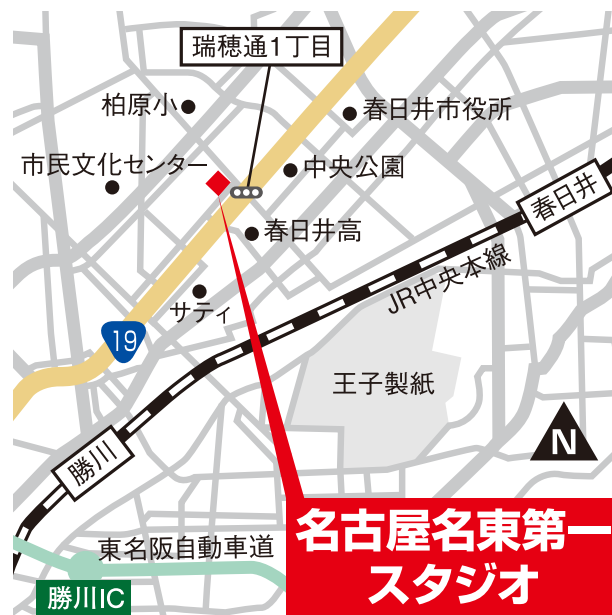 瑞穂通1丁目
柏原小
春日井市役所
市民文化センター
中央公園
春日井
春日井高
JR中央本線
サティ
19
王子製紙
N
勝川
名古屋名東第一
スタジオ
東名阪自動車道
勝川IC